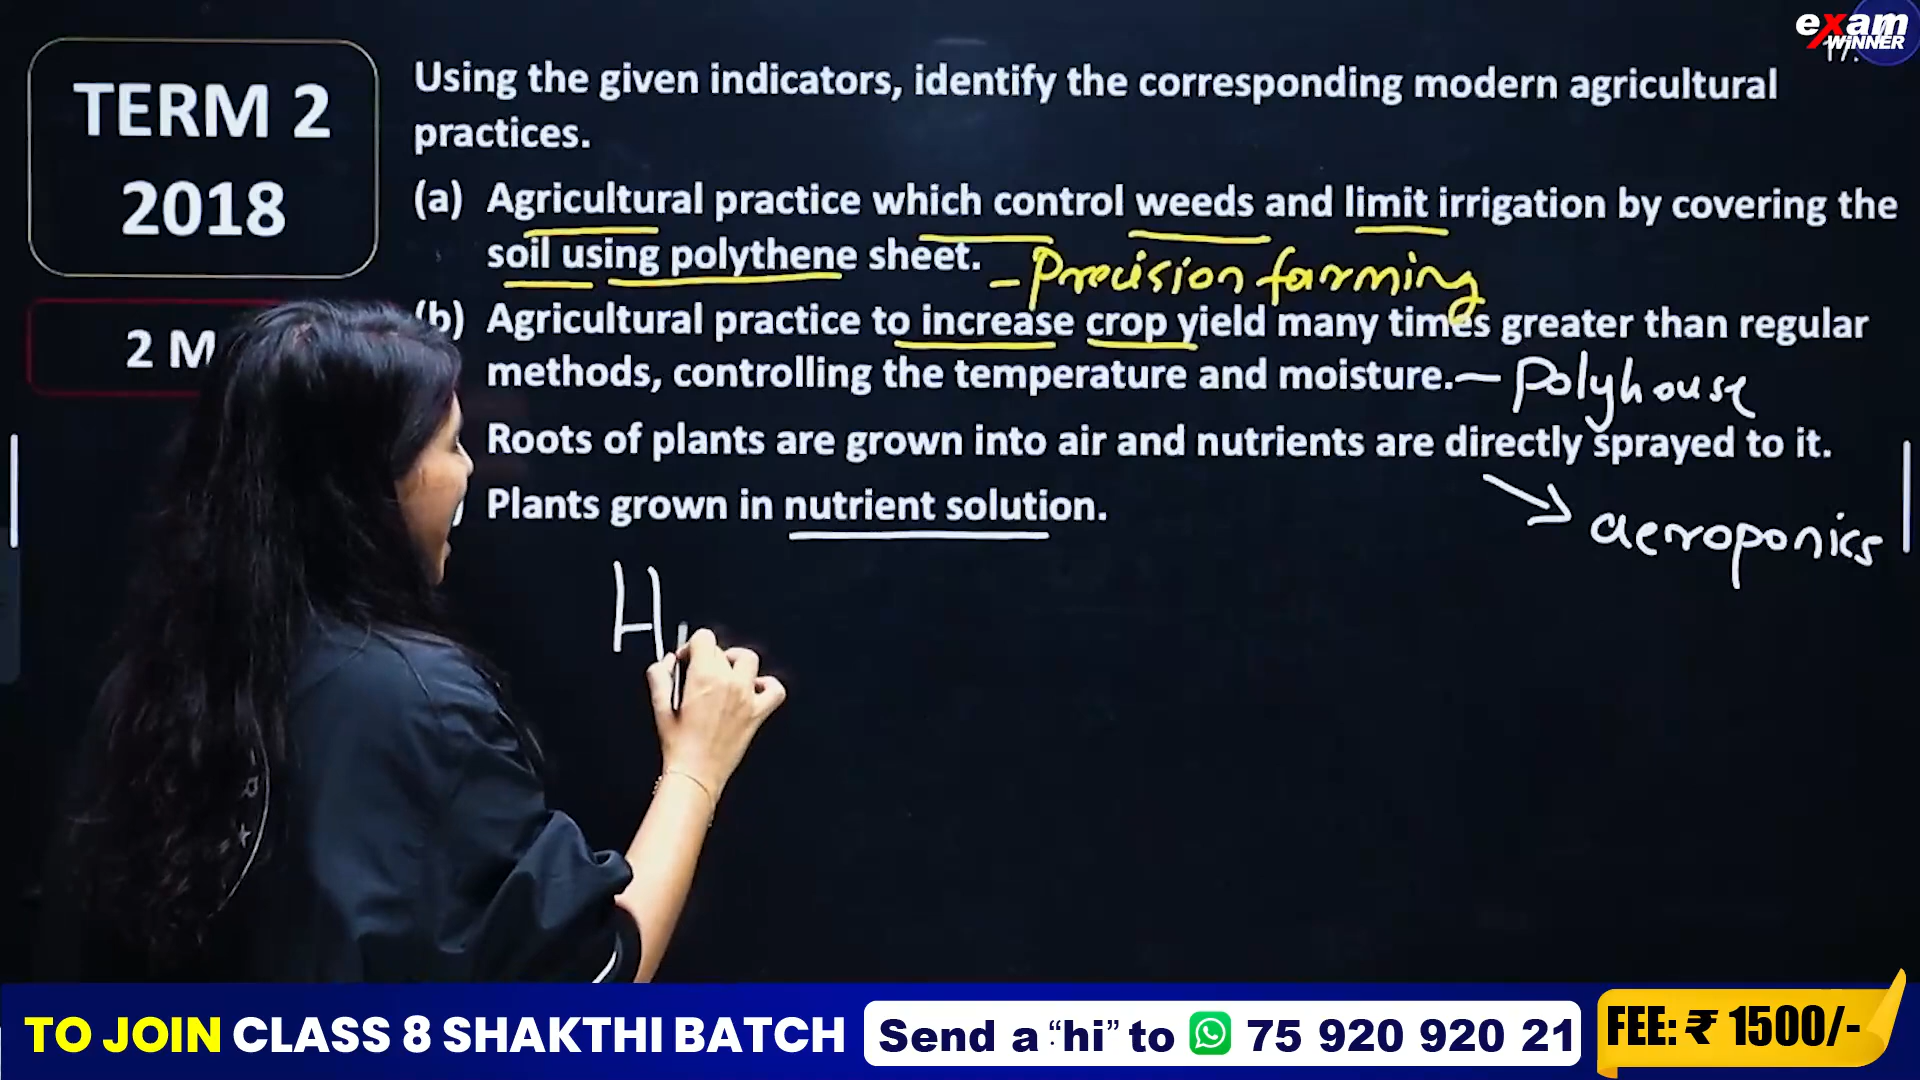 exam
WINNER
TERM 2
2018
2 M
Using the given indicators, identify the corresponding modern agricultural
practices.
(a) Agricultural practice which control weeds and limit irrigation by covering the
soil using polythene sheet.
- Precision farming
(b) Agricultural practice to increase crop yield many times greater than regular
methods, controlling the temperature and moisture.
- Polyhouse
Roots of plants are grown into air and nutrients are directly sprayed to it.
aeroponics
) Plants grown in nutrient solution.
H
TO JOIN CLASS 8 SHAKTHI BATCH
Send a “hi” to 75 920 920 21
FEE: ₹ 1500/-